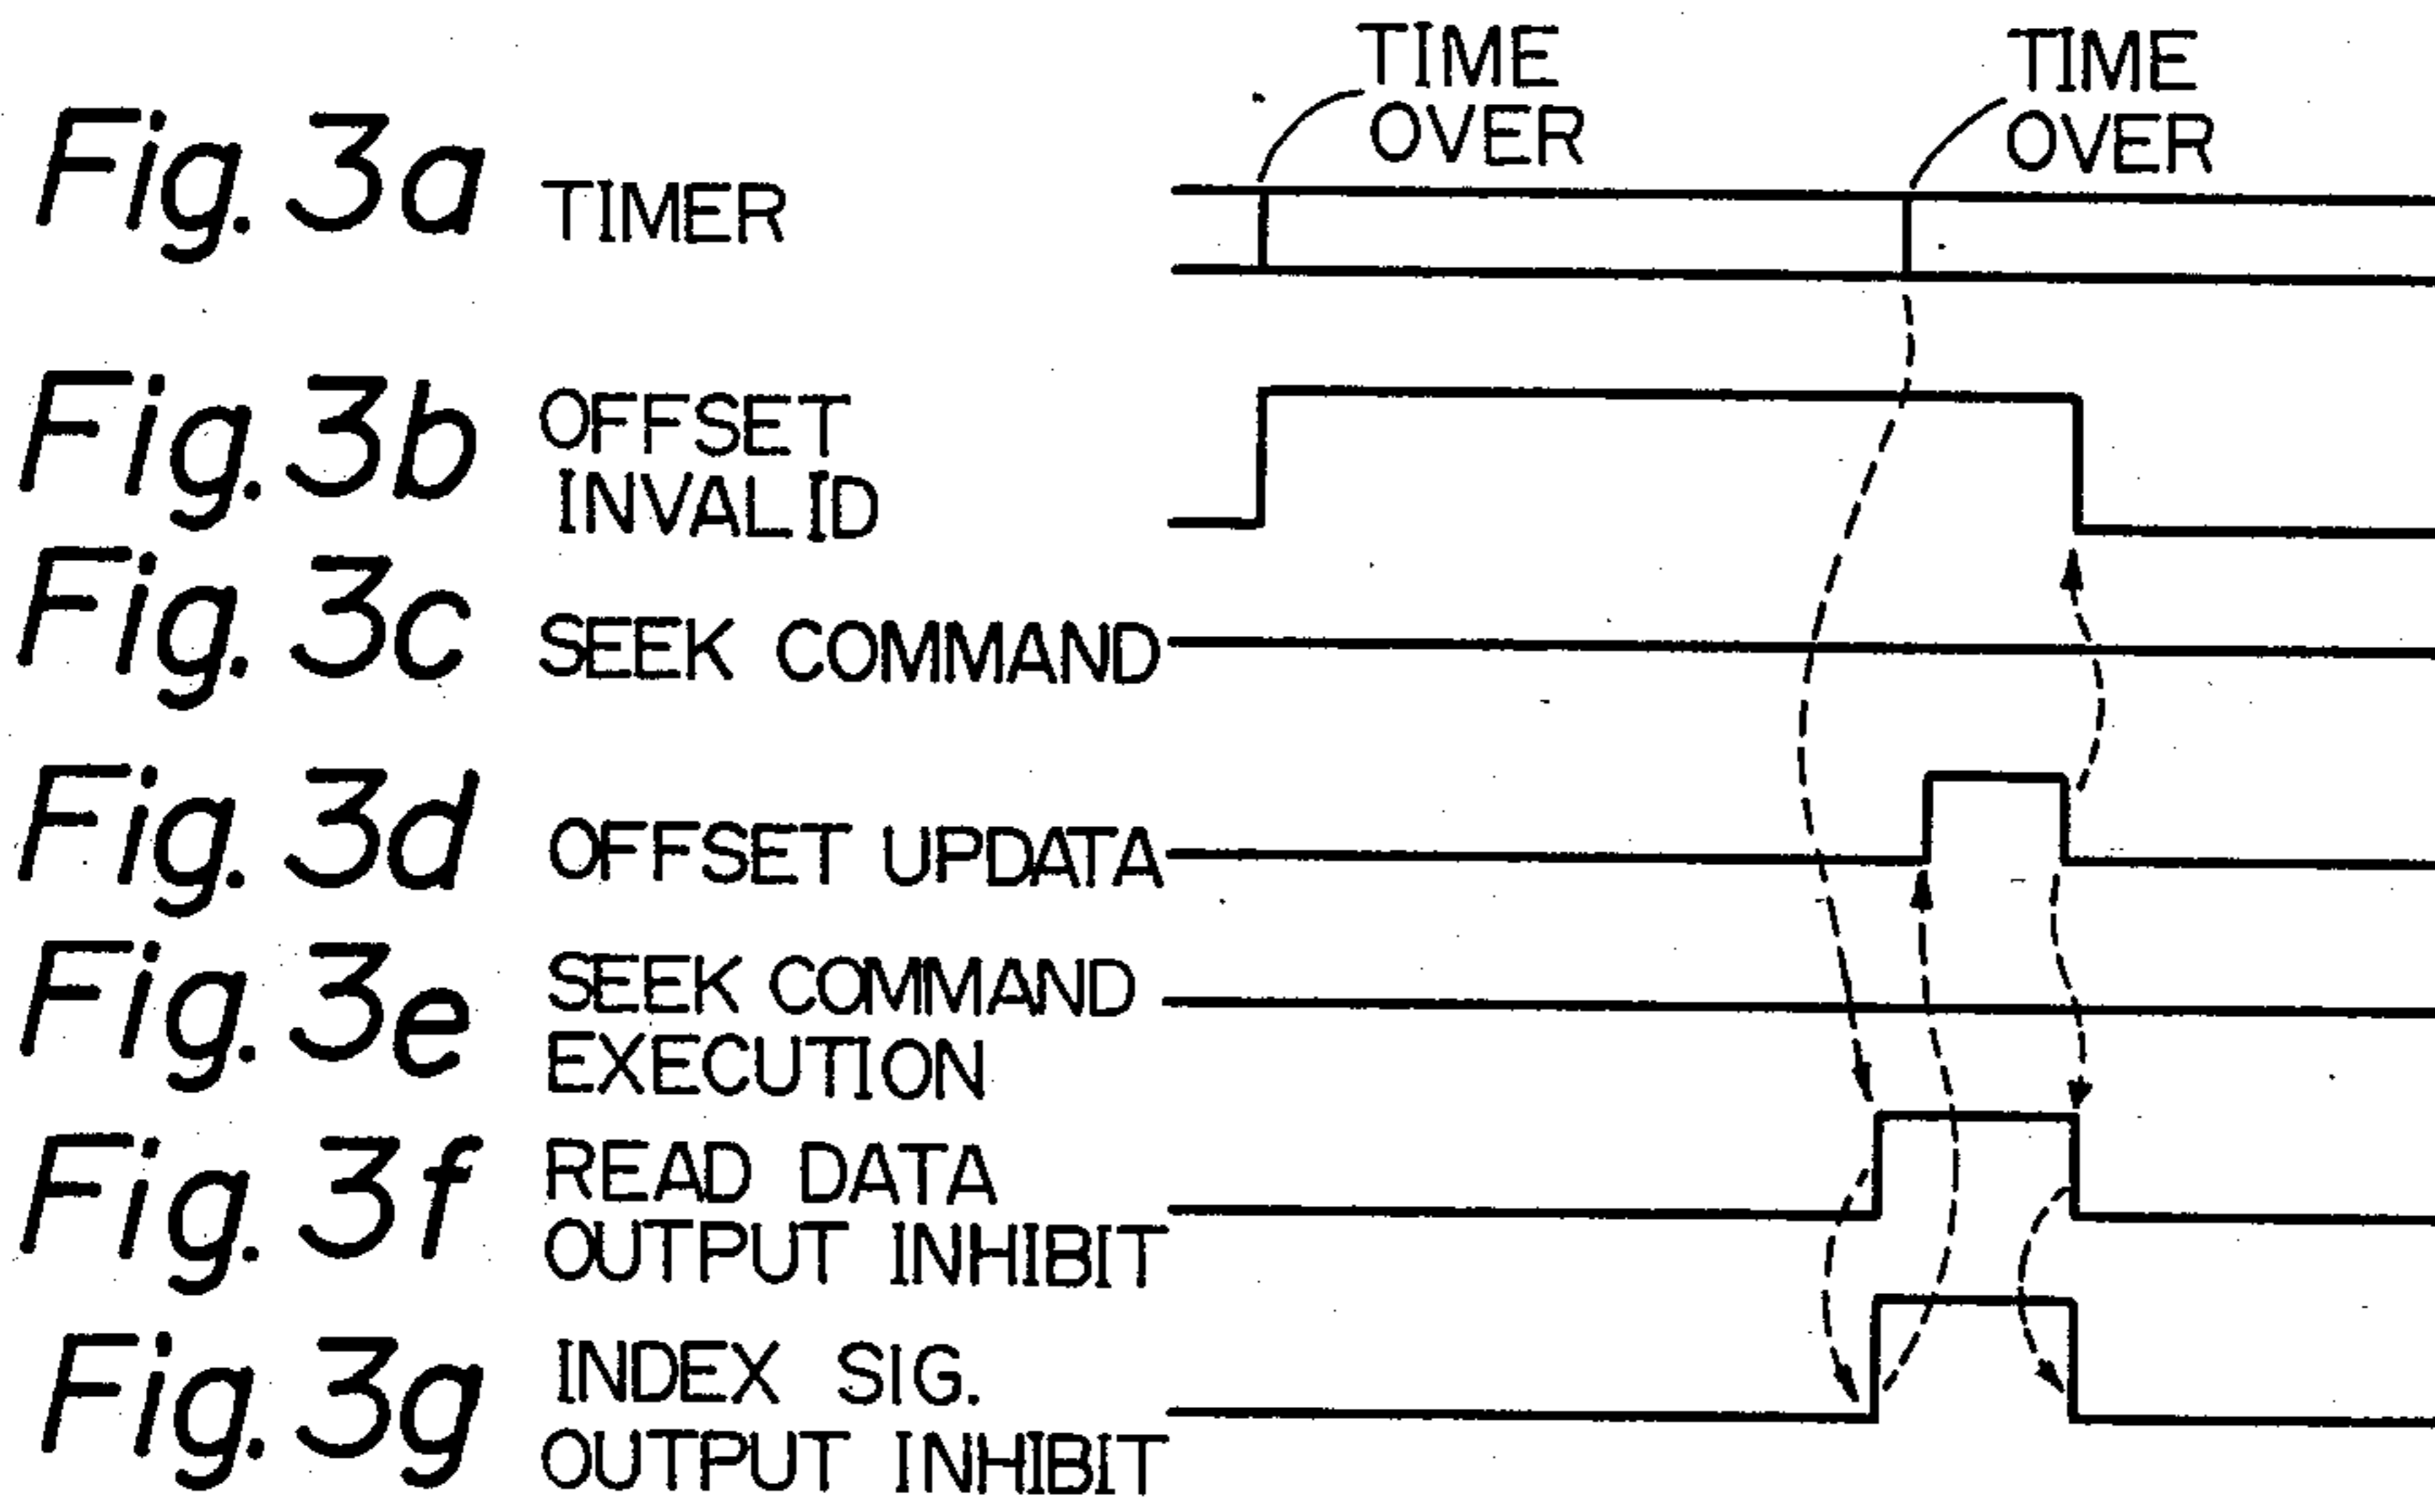 TIME
OVER
TIME
OVER
Fig. 3a TIMER
Fig. 3b OFFSET
INVALID
Fig. 3c SEEK COMMAND
Fig. 3d OFFSET UPDATA
Fig. 3e SEEK COMMAND
EXECUTION
Fig. 3f READ DATA
OUTPUT INHIBIT
Fig. 3g INDEX SIG.
OUTPUT INHIBIT